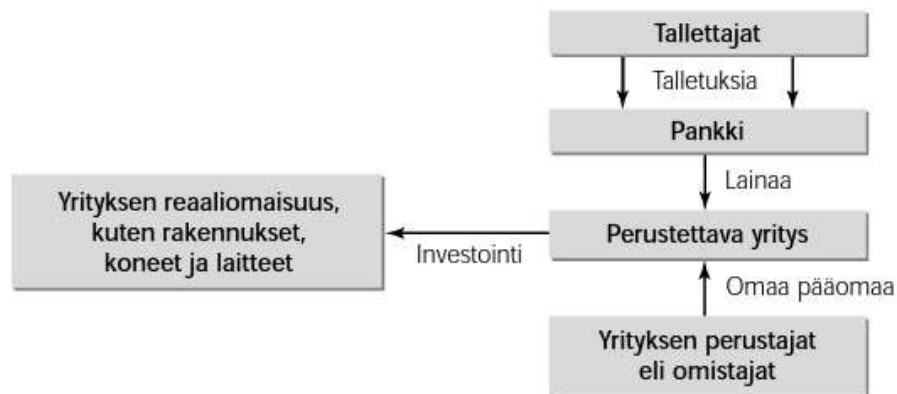 Tallettajat
Talletuksia
Pankki
Lainaa
Yrityksen reaaliomaisuus,
kuten rakennukset,
koneet ja laitteet
Investointi
Perustettava yritys
Omaa pääomaa
Yrityksen perustajat
eli omistajat